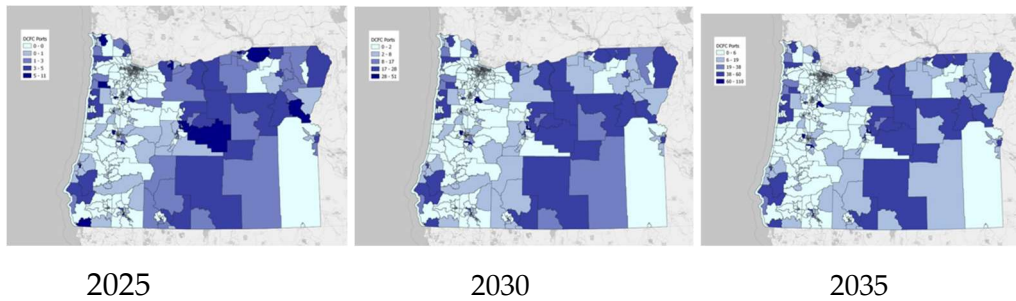 DCFC Ports
0 - 0
0 - 1
1 - 3
3 - 5
5 - 11
DCFC Ports
0 - 2
2 - 8
8 - 17
17 - 28
28 - 51
DCFC Ports
0 - 6
6 - 19
19 - 38
38 - 60
60 - 110
2025
2030
2035